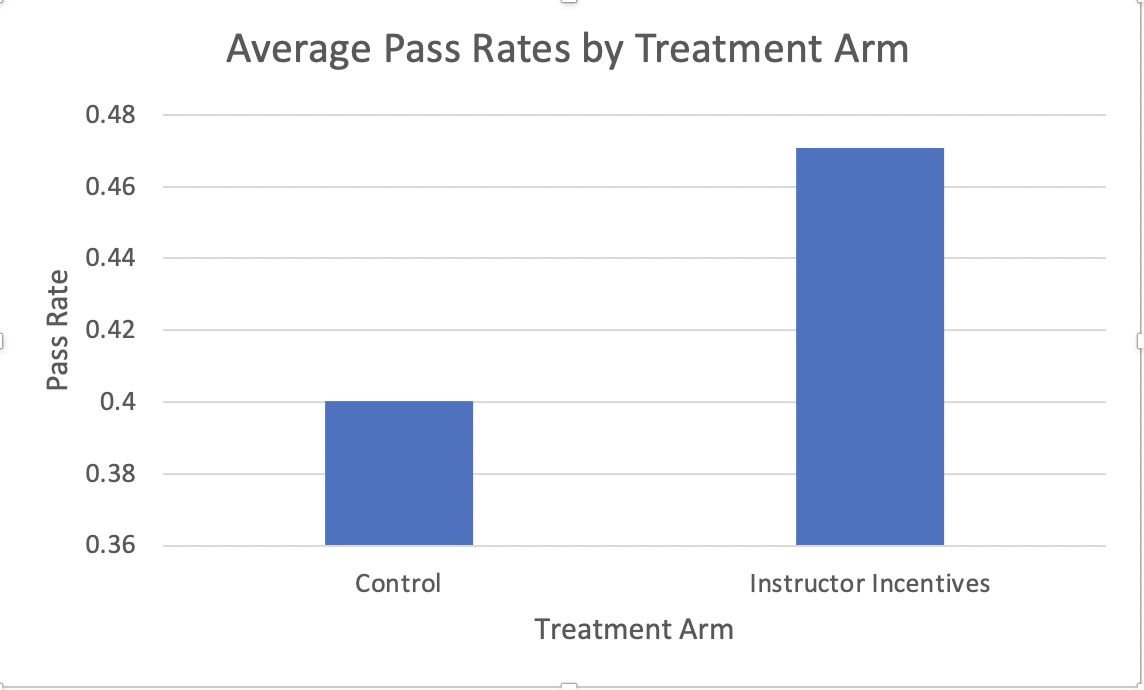 Average Pass Rates by Treatment Arm
0.48
0.46
0.44
0.42
0.4
0.38
0.36
Pass Rate
Control
Instructor Incentives
Treatment Arm